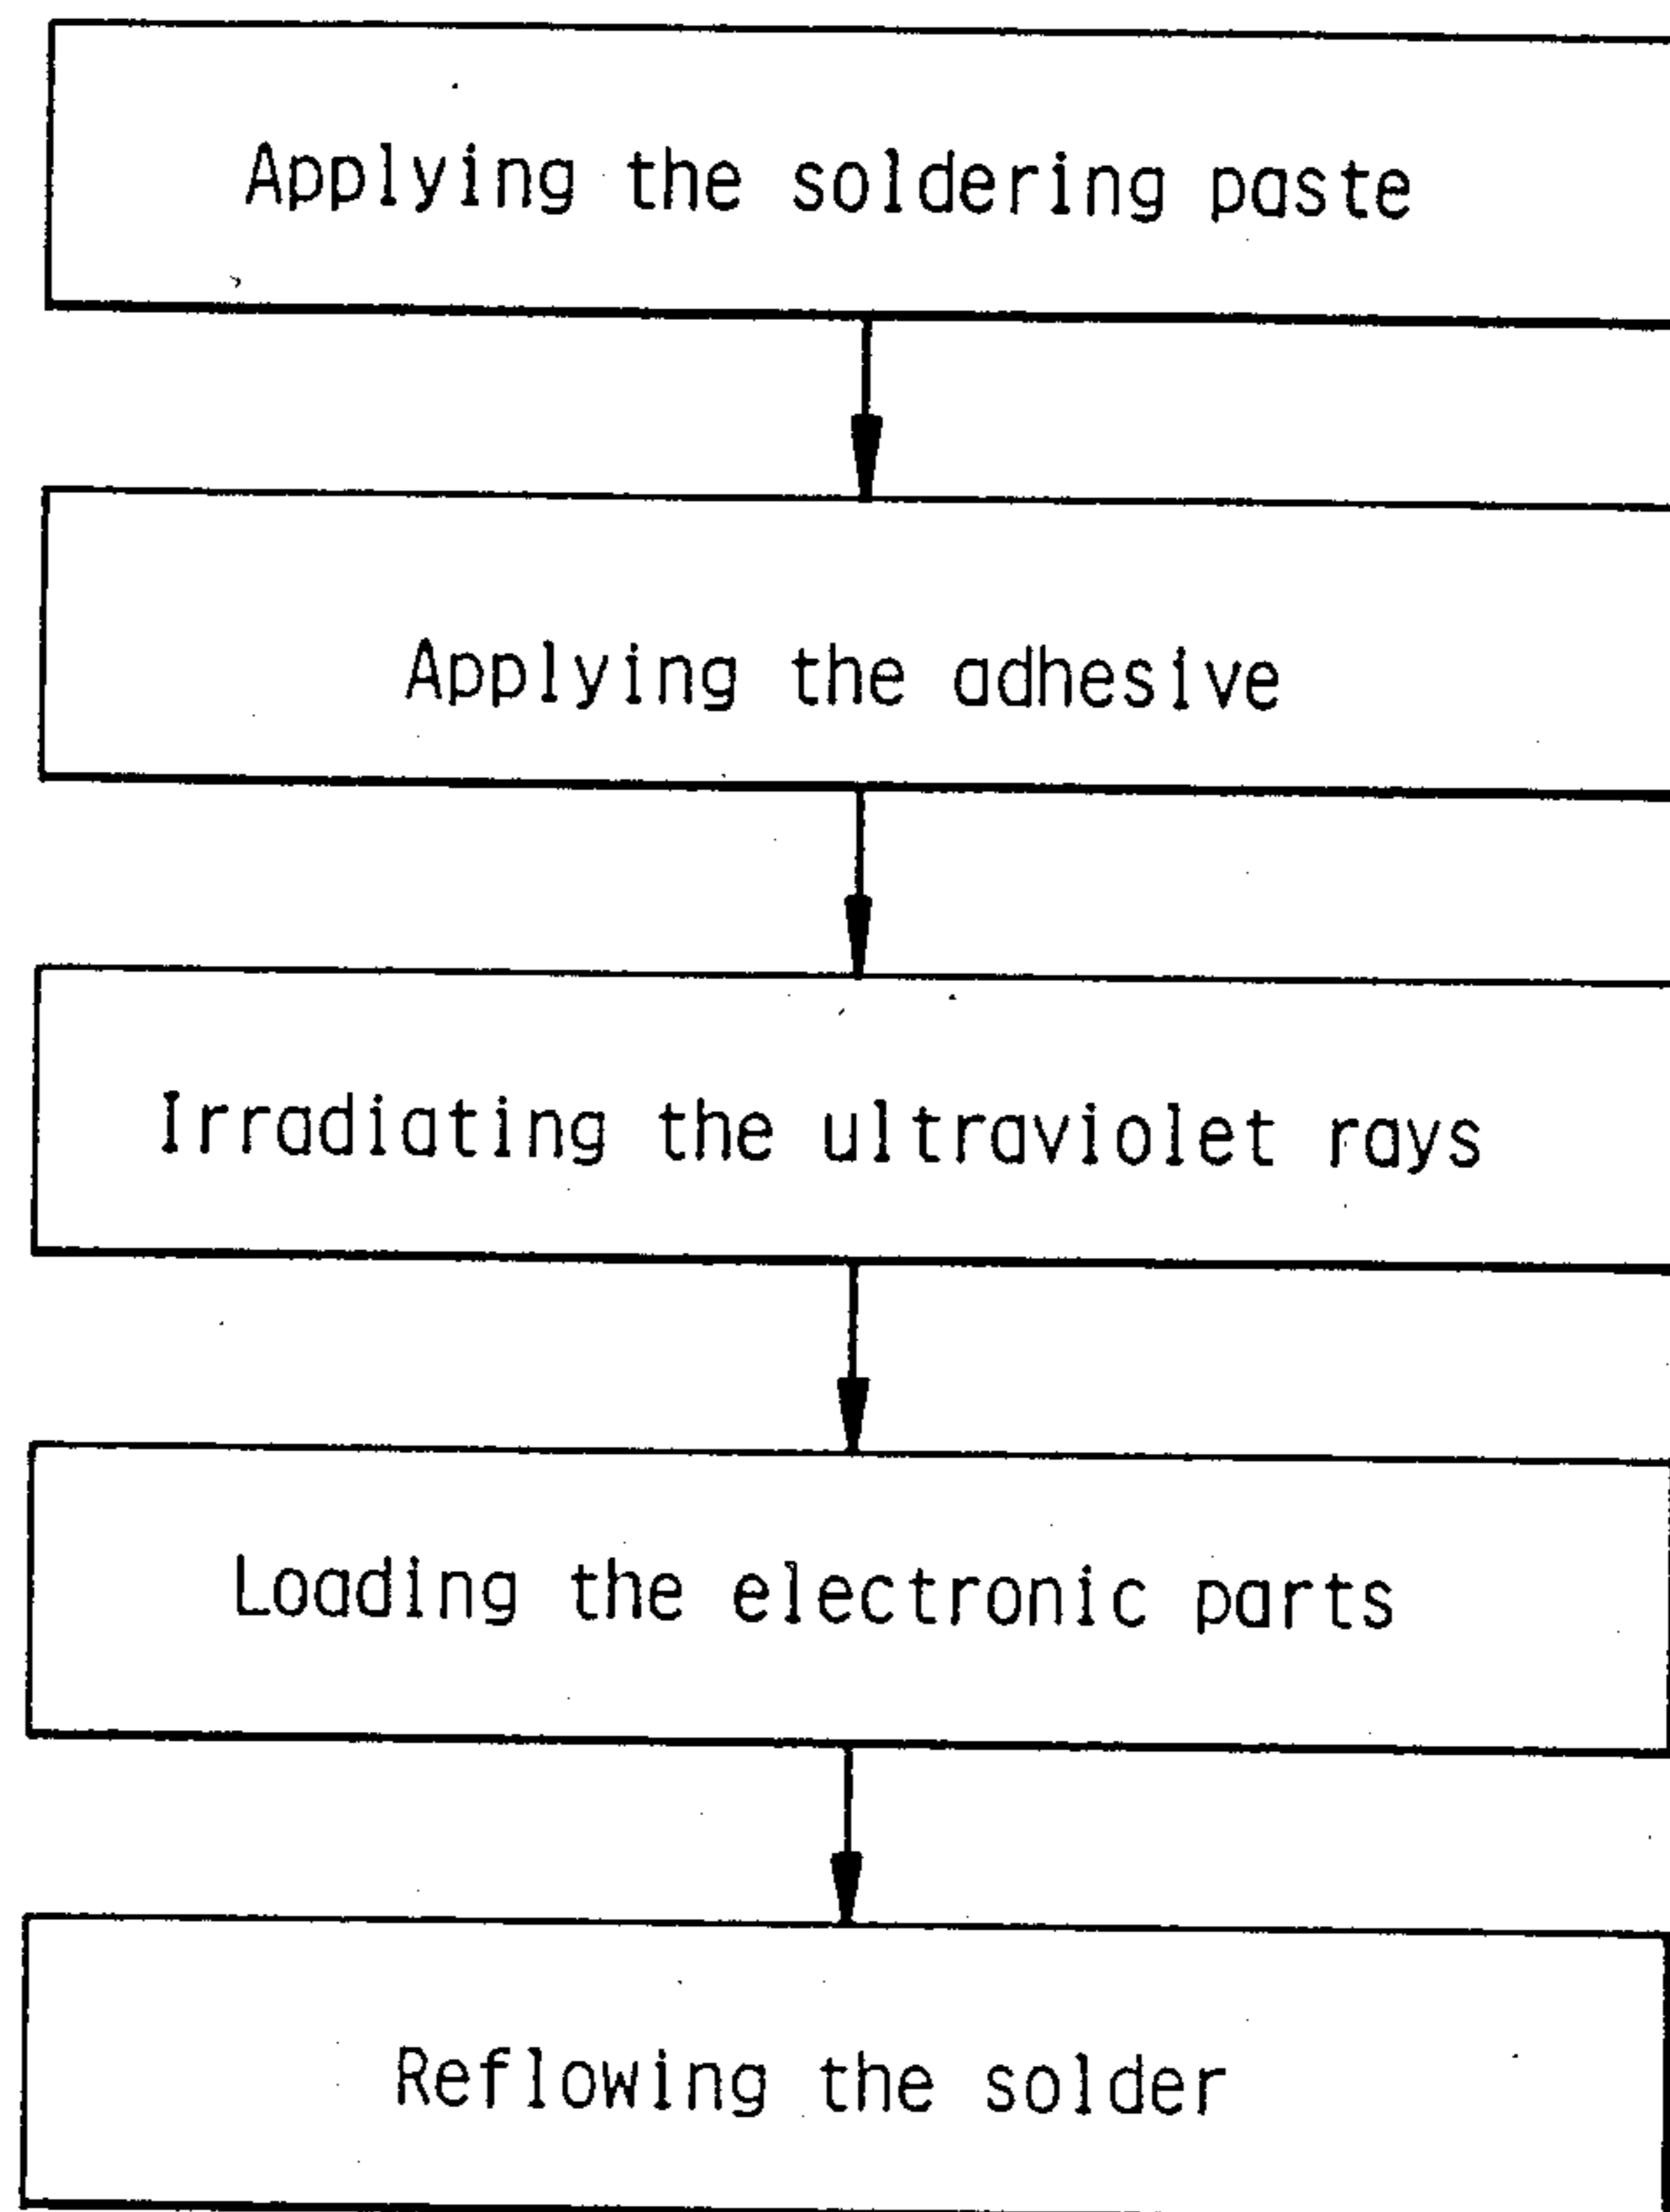 Applying the soldering paste
Applying the adhesive
Irradiating the ultraviolet rays
Loading the electronic parts
Reflowing the solder